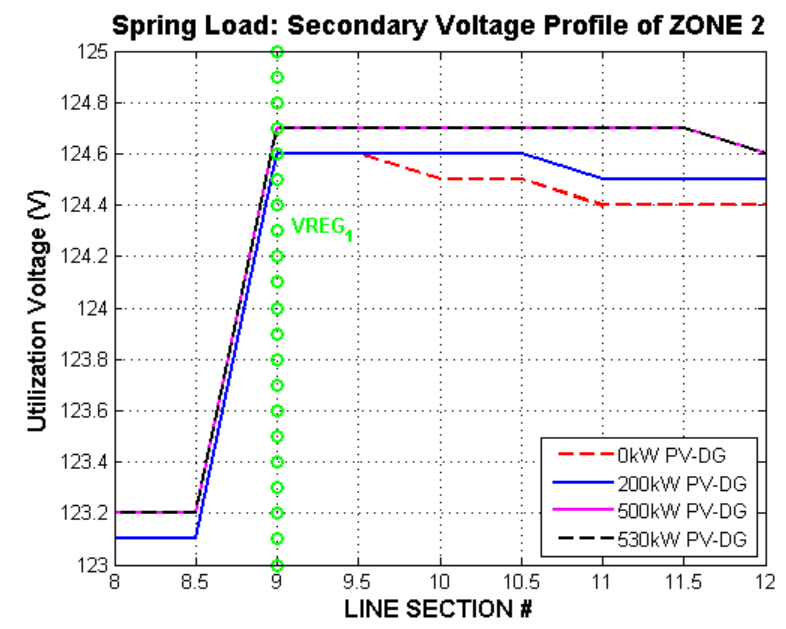 Spring Load: Secondary Voltage Profile of ZONE 2
Utilization Voltage (V)
125
124.8
124.6
124.4
124.2
124
123.8
123.6
123.4
123.2
123
VREG1
0kW PV-DG
200kW PV-DG
500kW PV-DG
530kW PV-DG
8 8.5 9 9.5 10 10.5 11 11.5 12
LINE SECTION #